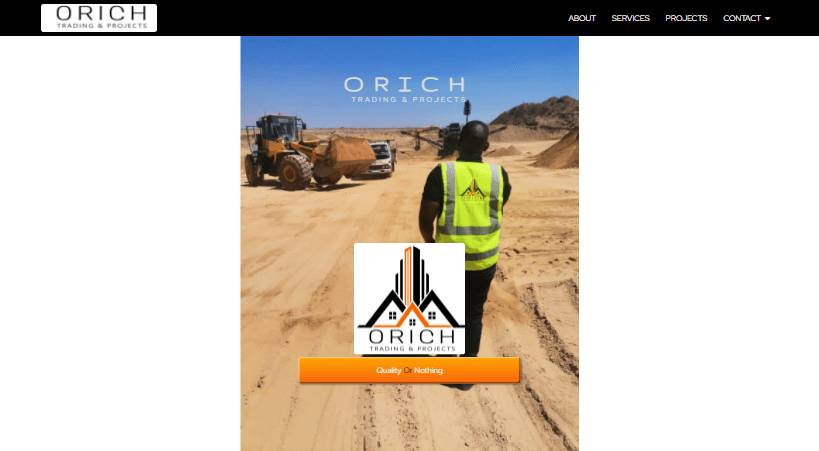 ORICH
TRADING & PROJECTS
ABOUT
SERVICES
PROJECTS
CONTACT
ORICH
TRADING & PROJECTS
ORICH
TRADING & PROJECTS
Quality Or Nothing